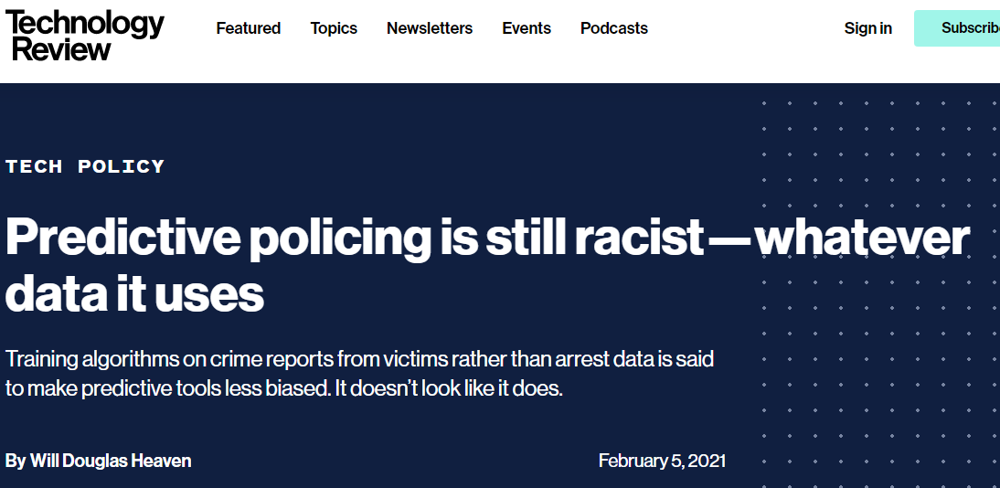 Technology
Review
Featured Topics Newsletters Events Podcasts Sign in Subscribe
TECH POLICY
Predictive policing is still racist—whatever
data it uses
Training algorithms on crime reports from victims rather than arrest data is said
to make predictive tools less biased. It doesn’t look like it does.
By Will Douglas Heaven February 5, 2021